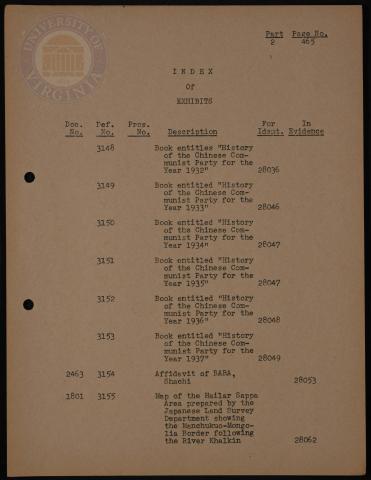 UNIVERSITY OF VIRGINIA
Part Page No.
2 465
I N D E X
Of
EXHIBITS
Doc. Def. Pros. For In
No. No. No. Description Ident. Evidence
3148 Book entitles "History
of the Chinese Com-
munist Party for the
Year 1932" 28036
3149 Book entitled "History
of the Chinese Com-
munist Party for the
Year 1933" 28046
3150 Book entitled "History
of the Chinese Com-
munist Party for the
Year 1934" 28047
3151 Book entitled "History
of the Chinese Com-
munist Party for the
Year 1935" 28047
3152 Book entitled "History
of the Chinese Com-
munist Party for the
Year 1936" 28048
3153 Book entitled "History
of the Chinese Com-
munist Party for the
Year 1937" 28049
2463 3154 Affidavit of BABA,
Shachi 28053
1801 3155 Map of the Hailar Sappa
Area prepared by the
Japanese Land Survey
Department showing
the Manchukuo-Mongo-
lia Border following
the River Khalkin 28062